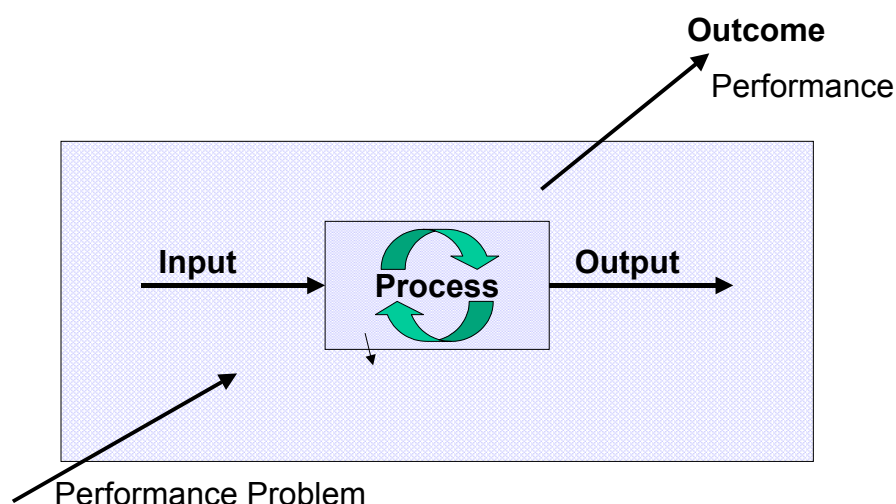 Outcome
Performance
Input
Process
Output
Performance Problem